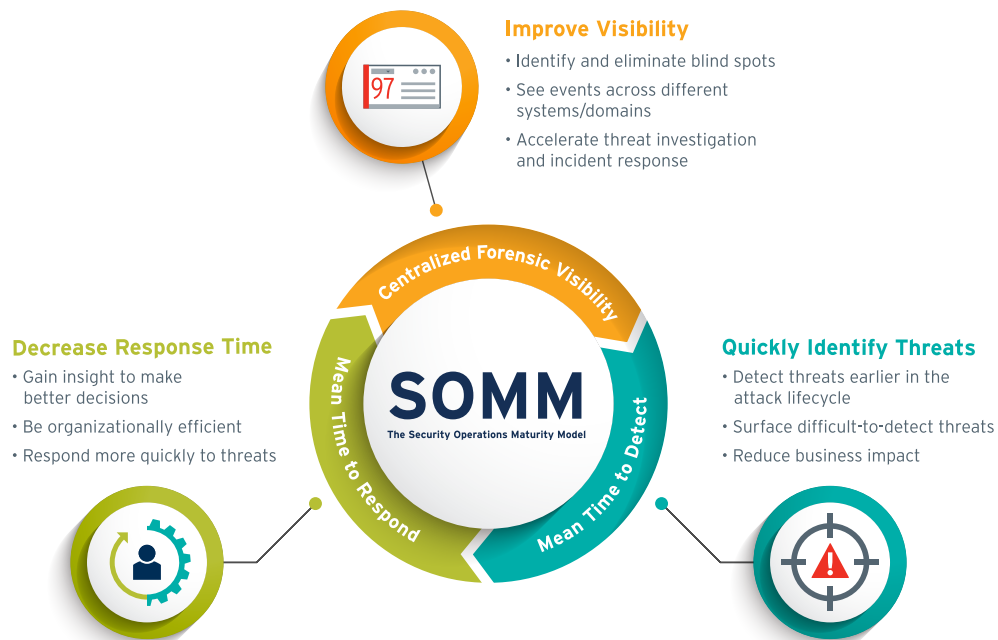 Improve Visibility
• Identify and eliminate blind spots
• See events across different
systems/domains
• Accelerate threat investigation
and incident response
97
Centralized Forensic Visibility
Decrease Response Time
• Gain insight to make
better decisions
• Be organizationally efficient
• Respond more quickly to threats
Mean Time to Respond
SOMM
The Security Operations Maturity Model
Mean Time to Detect
Quickly Identify Threats
• Detect threats earlier in the
attack lifecycle
• Surface difficult-to-detect threats
• Reduce business impact
!